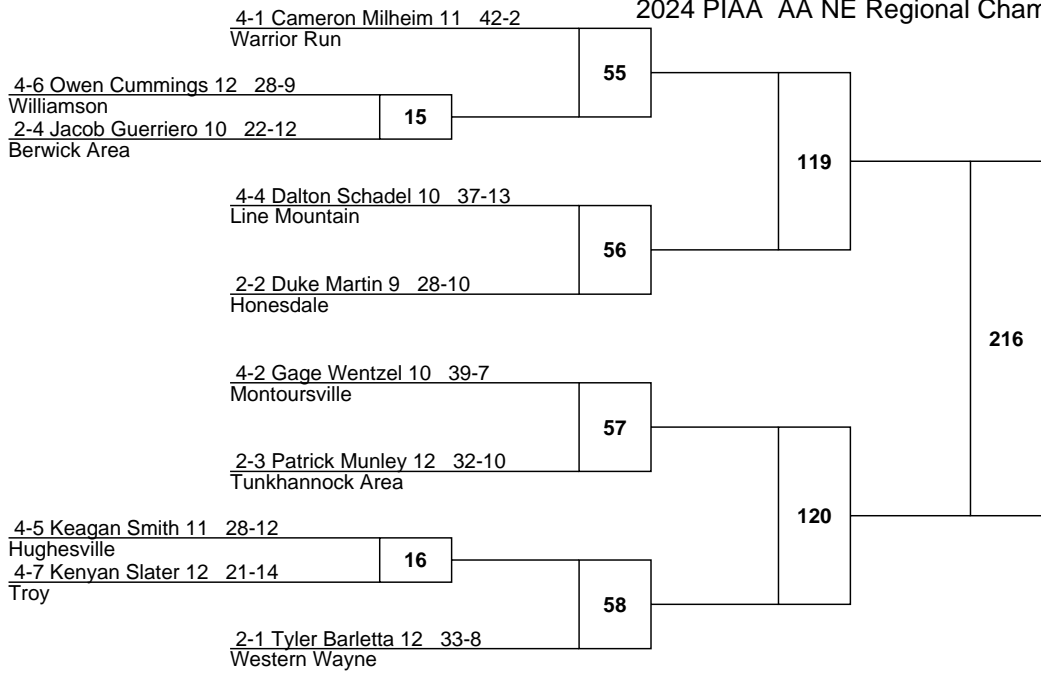 2024 PIAA AA NE Regional Cham
4-1 Cameron Milheim 11 42-2
Warrior Run
55
4-6 Owen Cummings 12 28-9
Williamson
15
2-4 Jacob Guerriero 10 22-12
Berwick Area
119
4-4 Dalton Schadel 10 37-13
Line Mountain
56
2-2 Duke Martin 9 28-10
Honesdale
216
4-2 Gage Wentzel 10 39-7
Montoursville
57
2-3 Patrick Munley 12 32-10
Tunkhannock Area
120
4-5 Keagan Smith 11 28-12
Hughesville
16
4-7 Kenyan Slater 12 21-14
Troy
58
2-1 Tyler Barletta 12 33-8
Western Wayne